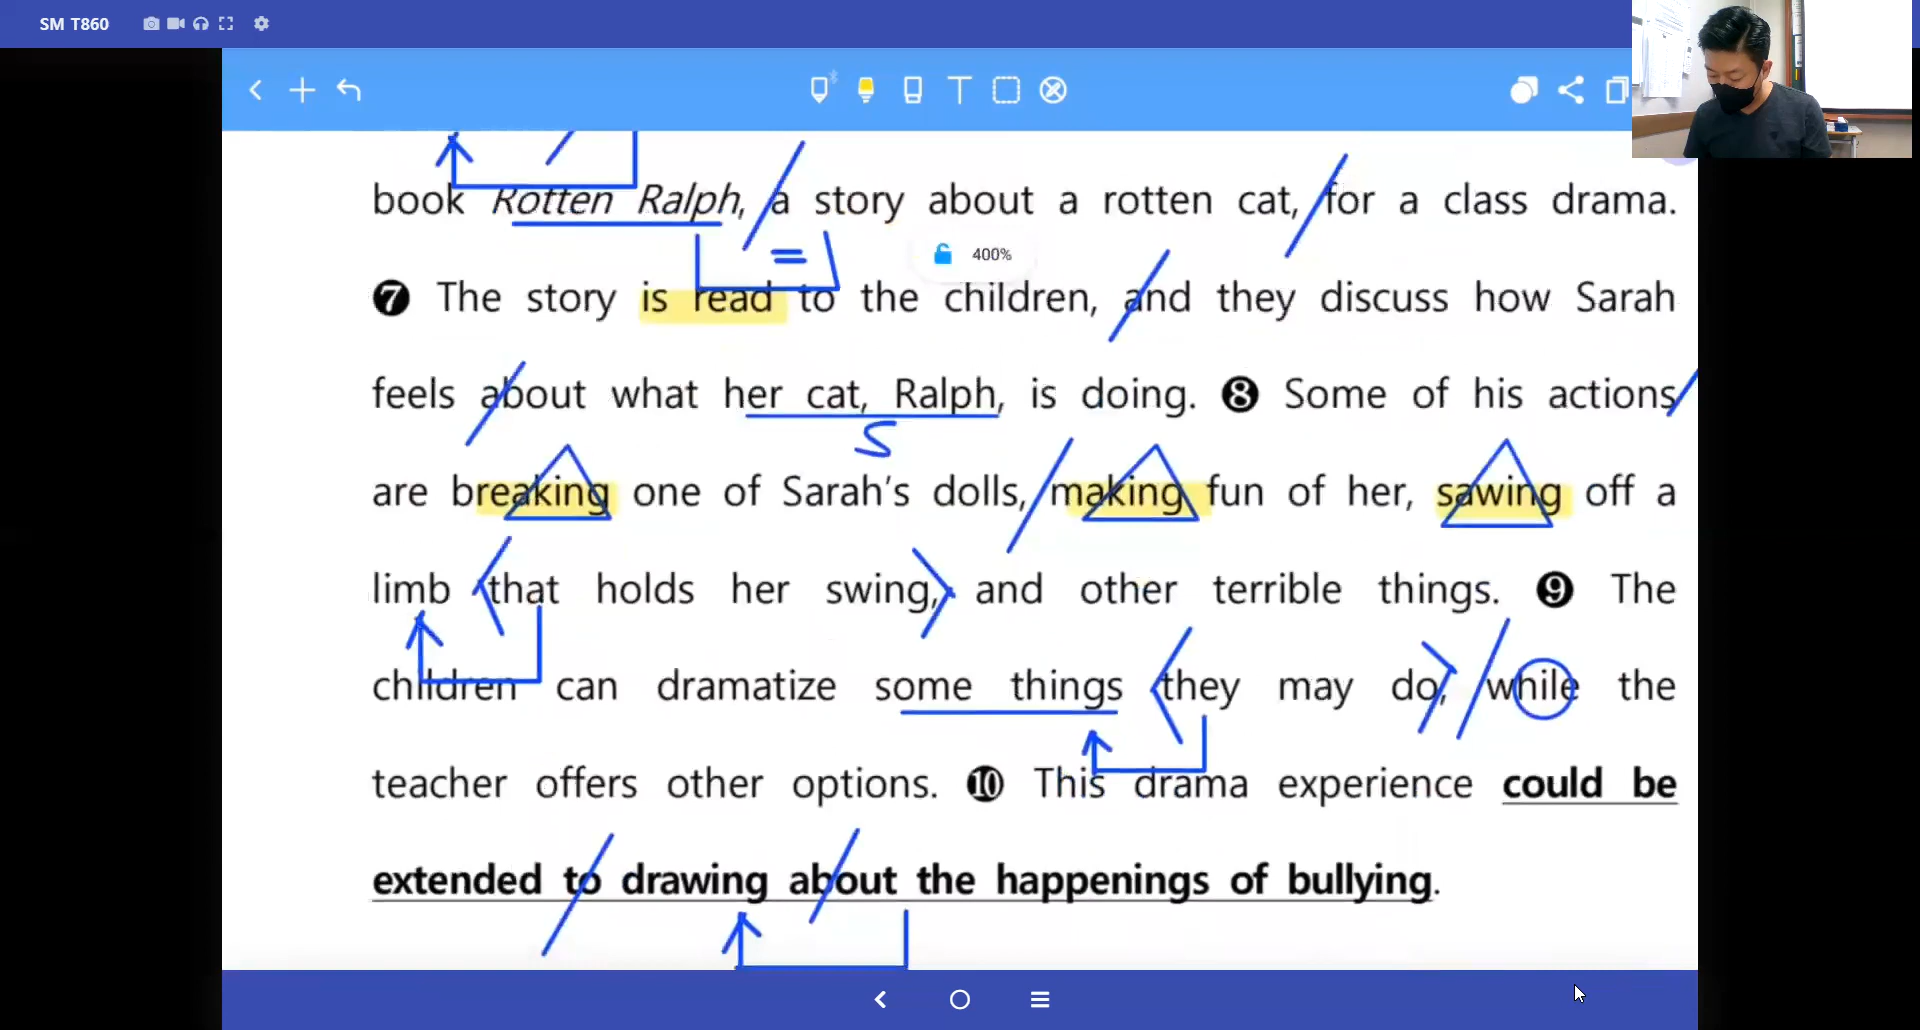 SM T860
book Rotten Ralph, a story about a rotten cat, for a class drama.
=
400%
❼ The story is read to the children, and they discuss how Sarah
feels about what her cat, Ralph, is doing. ❽ Some of his actions
S
are breaking one of Sarah's dolls, making fun of her, sawing off a
limb that holds her swing, and other terrible things. ❾ The
children can dramatize some things they may do, while the
teacher offers other options. ❿ This drama experience could be
extended to drawing about the happenings of bullying.